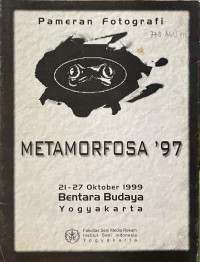 Pameran Fotografi
METAMORFOSA '97
21-27 Oktober 1999
Bentara Budaya
Yogyakarta
Fakultas Seni Media Rekam
Institut Seni Indonesia
Yogyakarta